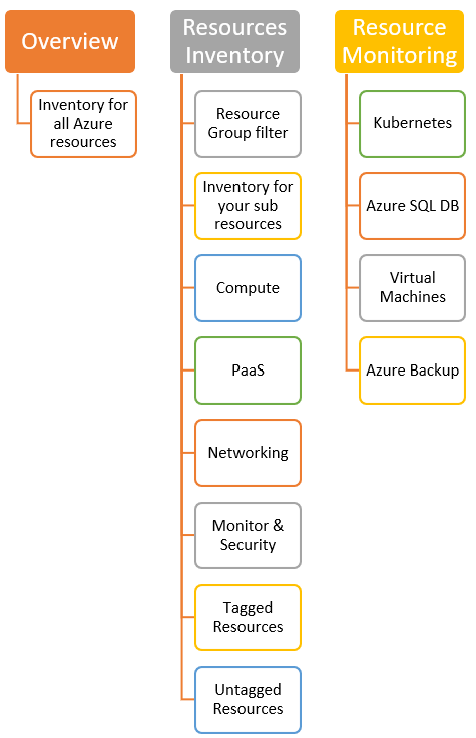 Overview
Inventory for
all Azure
resources
Resources
Inventory
Resource
Group filter
Inventory for
your sub
resources
Compute
PaaS
Networking
Monitor &
Security
Tagged
Resources
Untagged
Resources
Resource
Monitoring
Kubernetes
Azure SQL DB
Virtual
Machines
Azure Backup